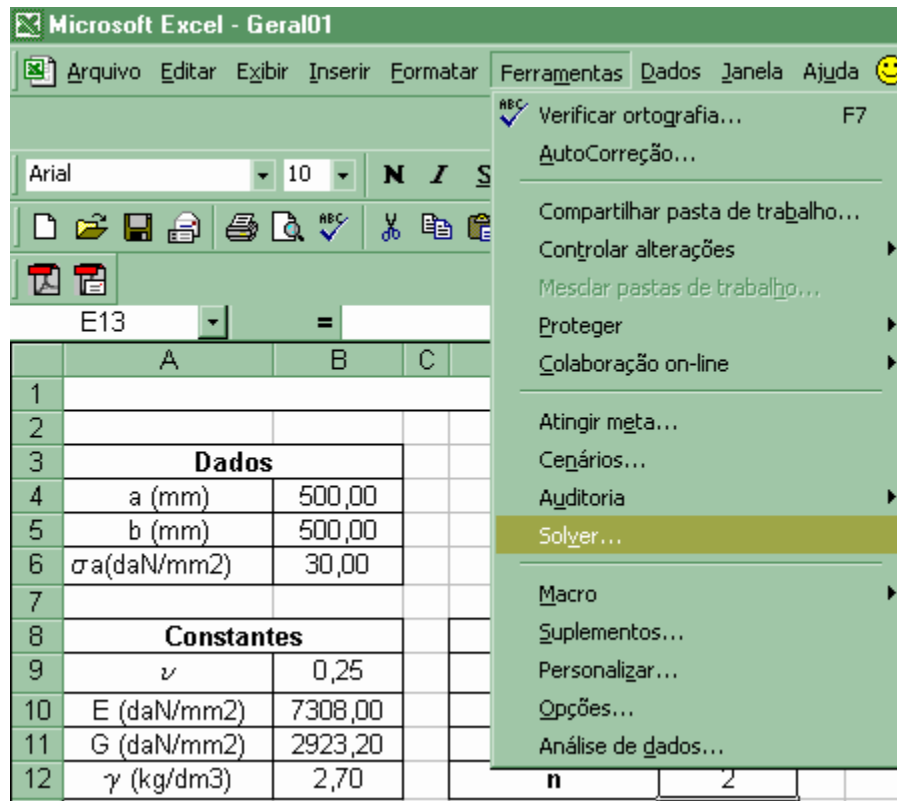 Microsoft Excel - Geral01
Arquivo Editar Exibir Inserir Formatar Ferramentas Dados Janela Ajuda
ABC Verificar ortografia... F7
AutoCorreção...
Compartilhar pasta de trabalho...
Controlar alterações
Mesclar pastas de trabalho...
Proteger
Colaboração on-line
Atingir meta...
Cenários...
Auditoria
Solver...
Macro
Suplementos...
Personalizar...
Opções...
Análise de dados...
Arial 10 N I S
ABC
E13 =
A B C
1
2
3 Dados
4 a (mm) 500,00
5 b (mm) 500,00
6 σa(daN/mm2) 30,00
7
8 Constantes
9 ν 0,25
10 E (daN/mm2) 7308,00
11 G (daN/mm2) 2923,20
12 γ (kg/dm3) 2,70 n 2